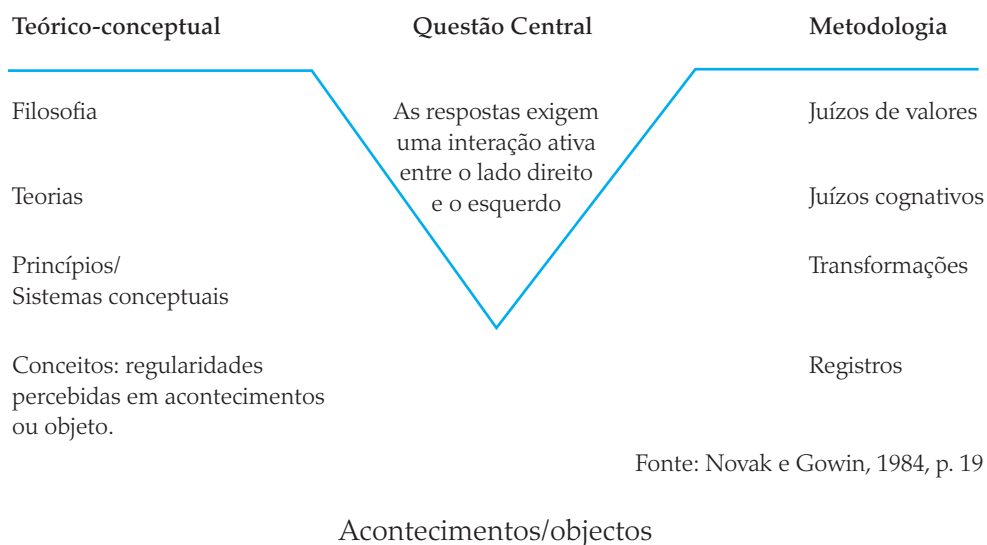 Teórico-conceptual
Questão Central
Metodologia
Filosofia
As respostas exigem
uma interação ativa
entre o lado direito
e o esquerdo
Juízos de valores
Teorias
Juízos cognativos
Princípios/
Sistemas conceptuais
Transformações
Conceitos: regularidades
percebidas em acontecimentos
ou objeto.
Registros
Fonte: Novak e Gowin, 1984, p. 19
Acontecimentos/objectos